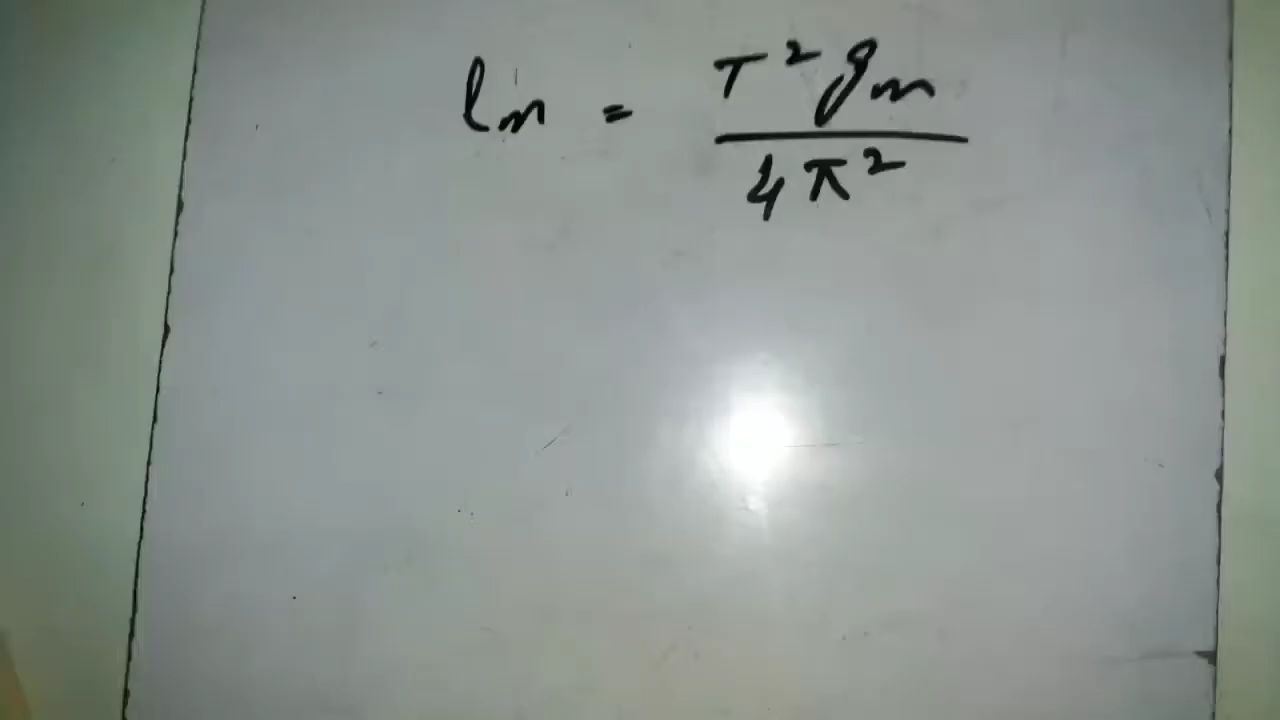 lm = T²gm
4π²